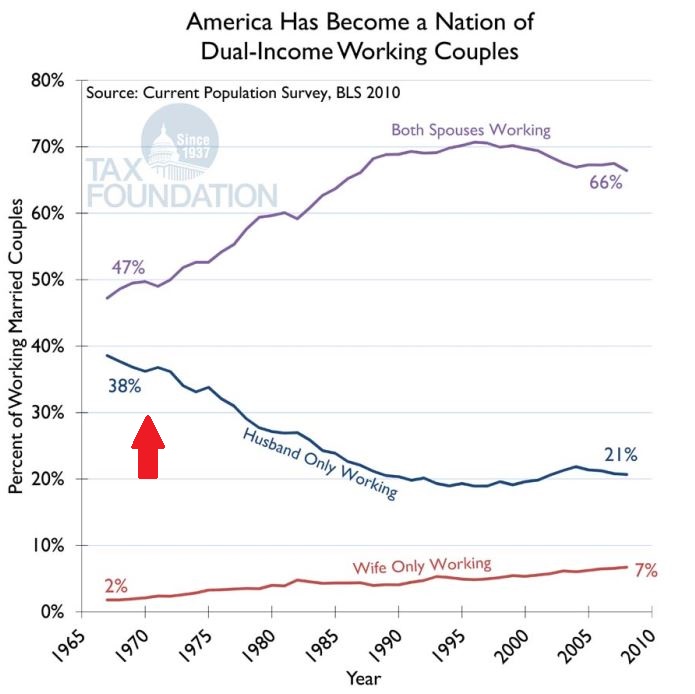 America Has Become a Nation of
Dual-Income Working Couples
80%
Source: Current Population Survey, BLS 2010
Since
1937
TAX
FOUNDATION
Both Spouses Working
70%
66%
60%
47%
50%
40%
38%
30%
Husband Only Working
21%
20%
10%
Wife Only Working
2%
7%
0%
Percent of Working Married Couples
1965
1970
1975
1980
1985
1990
1995
2000
2005
2010
Year